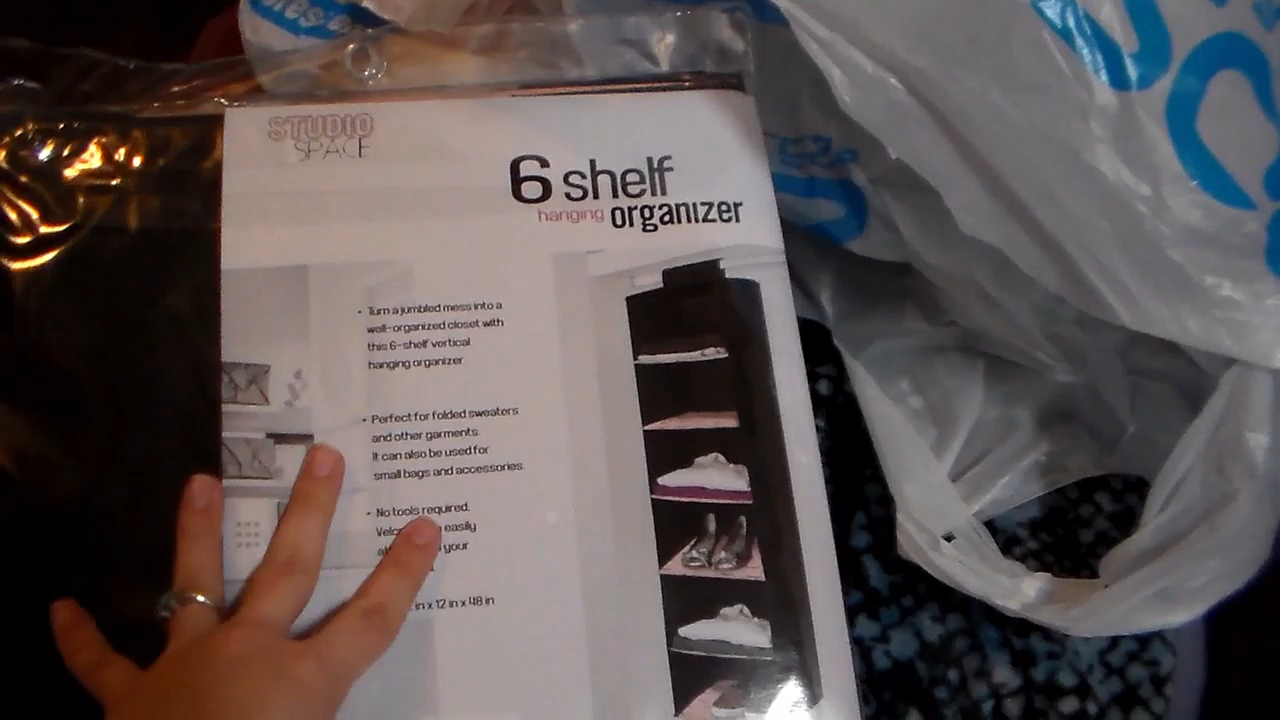 STUDIO
SPACE
6 shelf
hanging organizer
• Turn a jumbled mess into a
well-organized closet with
this 6-shelf vertical
hanging organizer
• Perfect for folded sweaters
and other garments.
It can also be used for
small bags and accessories.
• No tools required.
easily
your
in x 12 in x 48 in